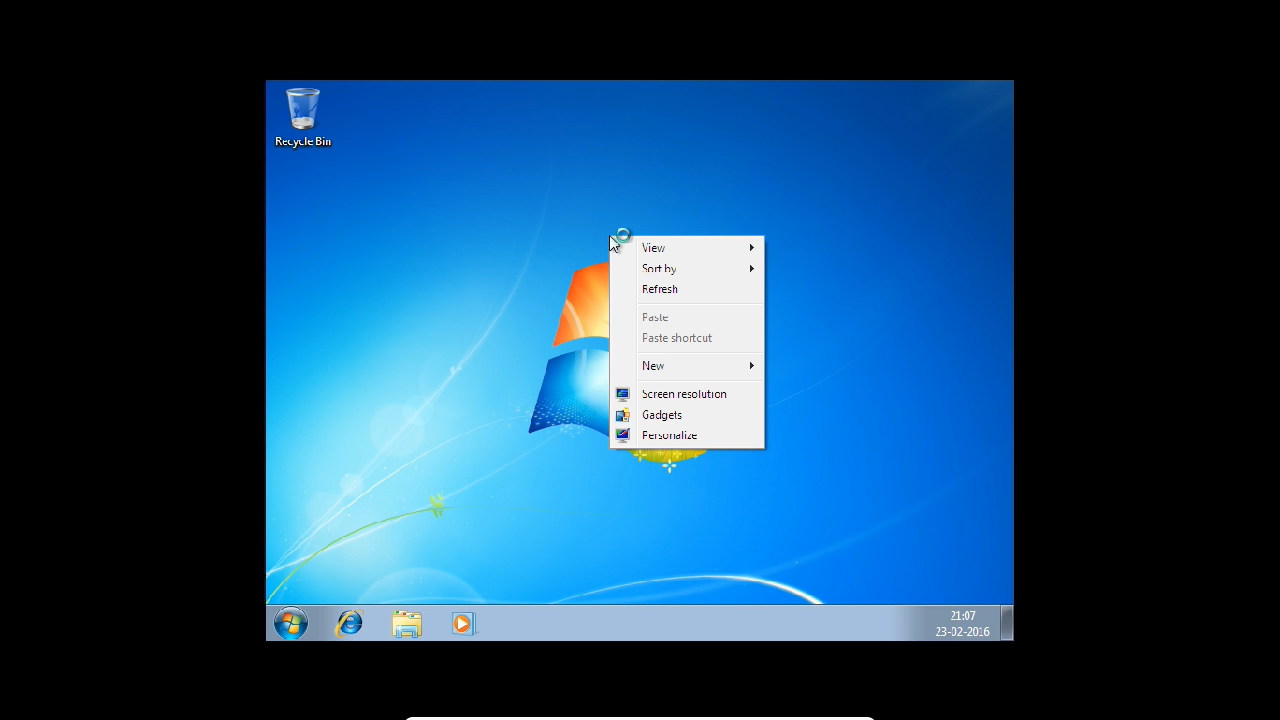 Recycle Bin
View
Sort by
Refresh
Paste
Paste shortcut
New
Screen resolution
Gadgets
Personalize
21:07
23-02-2016